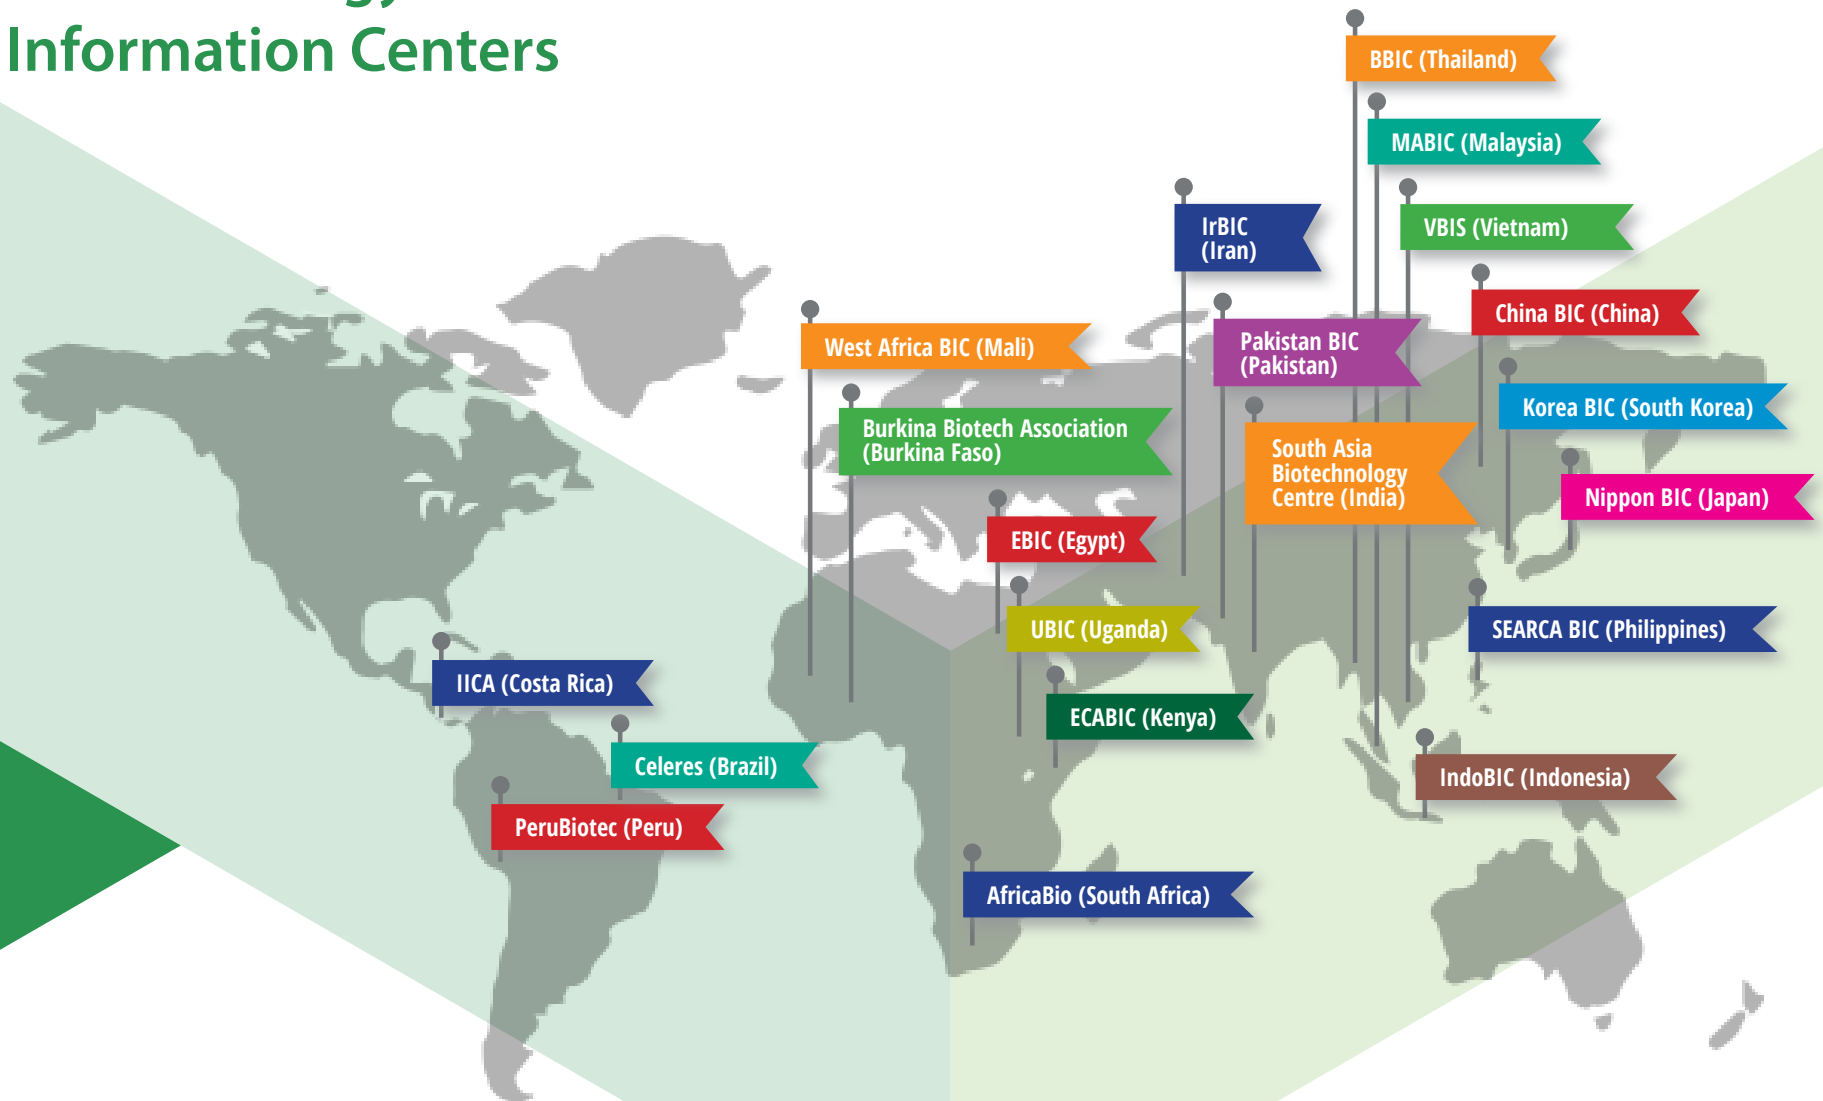 Information Centers
BBIC (Thailand)
MABIC (Malaysia)
IrBIC
(Iran)
VBIS (Vietnam)
China BIC (China)
West Africa BIC (Mali)
Pakistan BIC
(Pakistan)
Korea BIC (South Korea)
Burkina Biotech Association
(Burkina Faso)
South Asia
Biotechnology
Centre (India)
Nippon BIC (Japan)
EBIC (Egypt)
UBIC (Uganda)
SEARCA BIC (Philippines)
IICA (Costa Rica)
ECABIC (Kenya)
Celeres (Brazil)
IndoBIC (Indonesia)
PeruBiotec (Peru)
AfricaBio (South Africa)